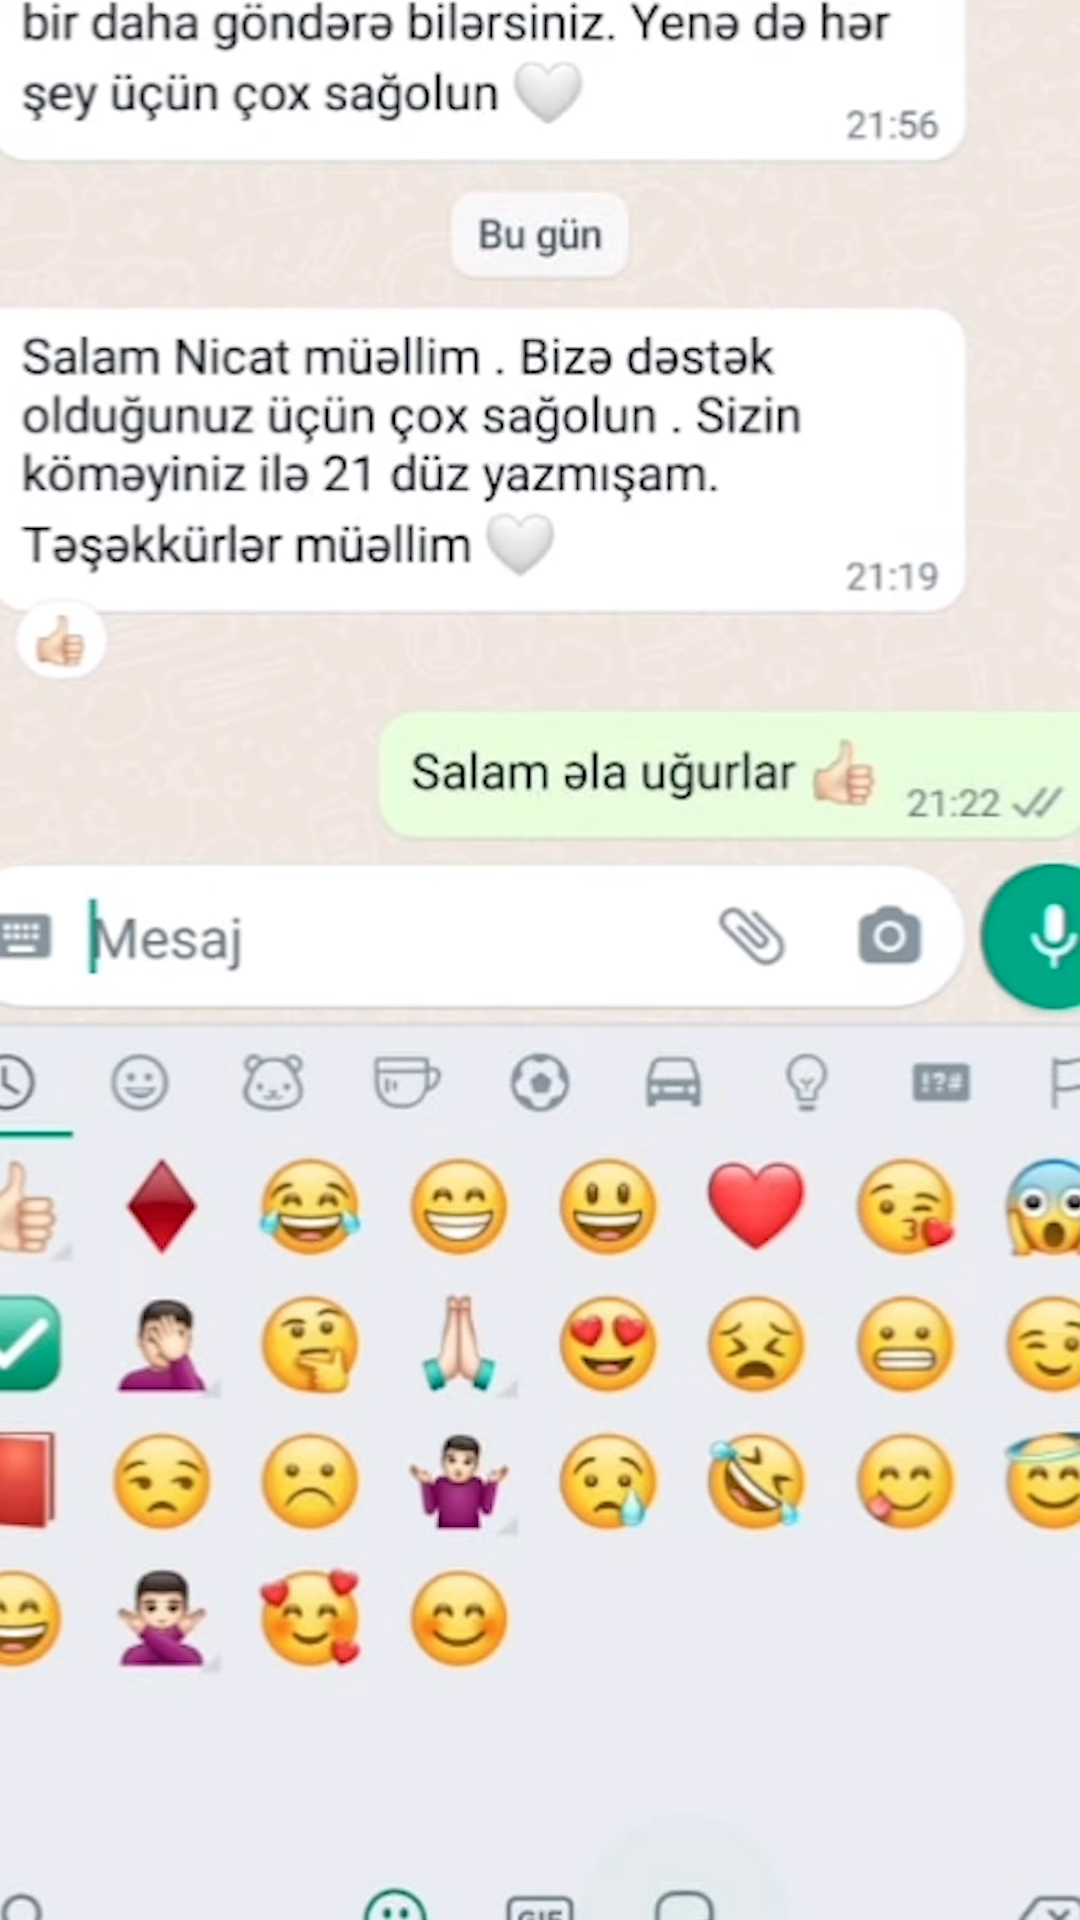 bir daha göndərə bilərsiniz. Yenə də hər
şey üçün çox sağolun 🤍
21:56
Bu gün
Salam Nicat müəllim . Bizə dəstək
olduğunuz üçün çox sağolun . Sizin
köməyiniz ilə 21 düz yazmışam.
Təşəkkürlər müəllim 🤍
21:19
Salam əla uğurlar 👍🏻
21:22
Mesaj
!?#
GIF